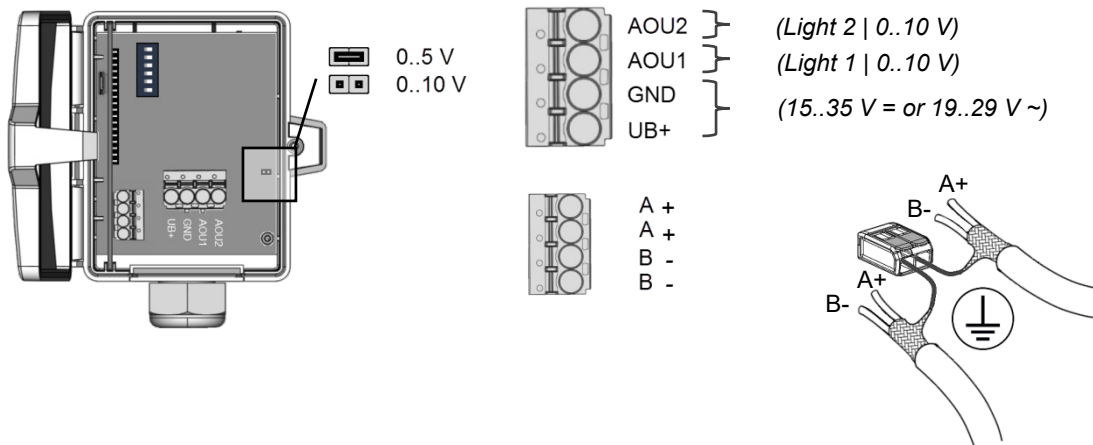 0..5 V
0..10 V
UB+
GND
AOU1
AOU2
AOU2 (Light 2 | 0..10 V)
AOU1 (Light 1 | 0..10 V)
GND
UB+
(15..35 V = or 19..29 V ~)
A +
A +
B -
B -
A+
B-
A+
B-